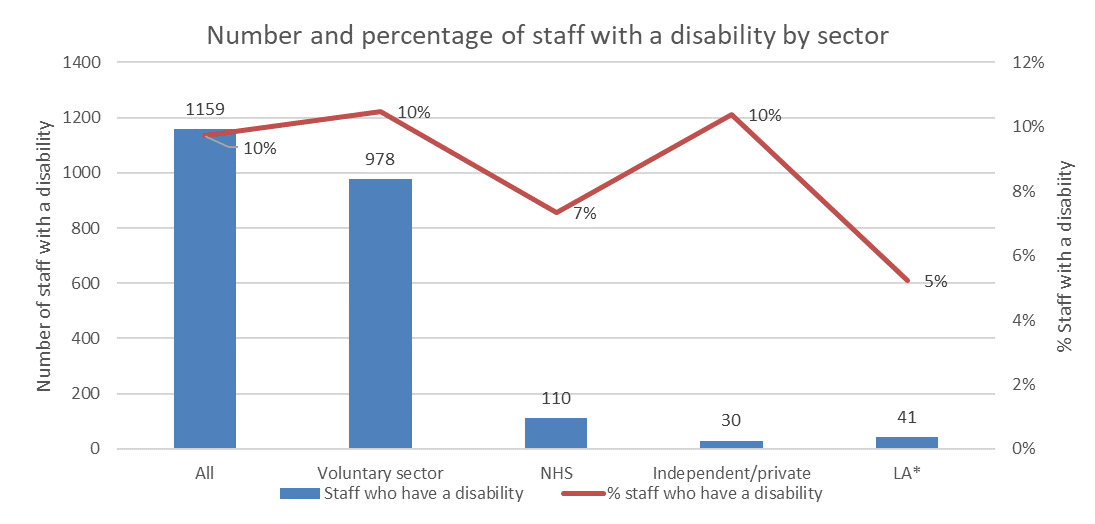 Number and percentage of staff with a disability by sector
1400
1200
1000
800
600
400
200
0
Number of staff with a disability
12%
10%
8%
6%
4%
2%
0%
% Staff with a disabiity
1159
978
110
30
41
10%
10%
7%
10%
5%
All
Voluntary sector
NHS
Independent/private
LA*
Staff who have a disability
% staff who have a disability